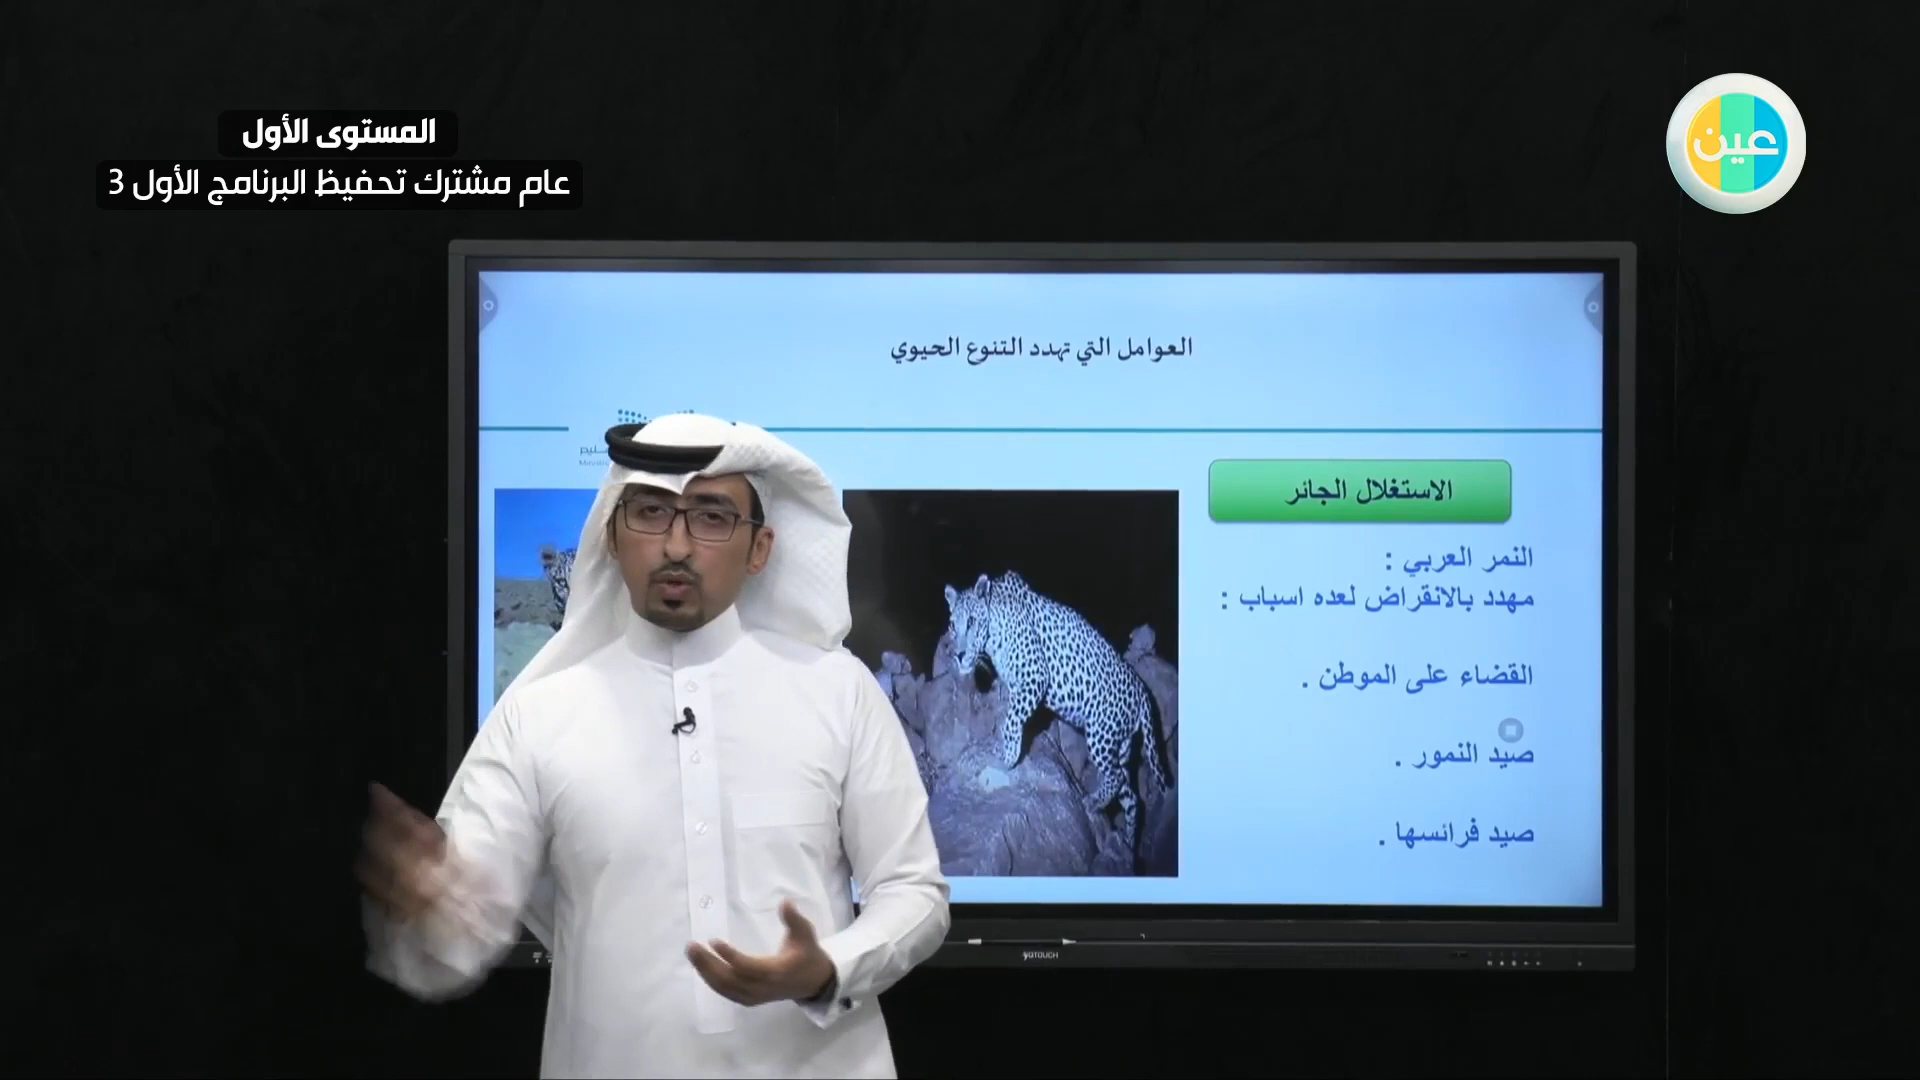 المستوى الأول
عام مشترك تحفيظ البرنامج الأول 3
عين
العوامل التي تهدد التنوع الحيوي
الاستغلال الجائر
النمر العربي :
مهدد بالانقراض لعده اسباب :
القضاء على الموطن .
صيد النمور .
صيد فرائسها .
YQTOUCH